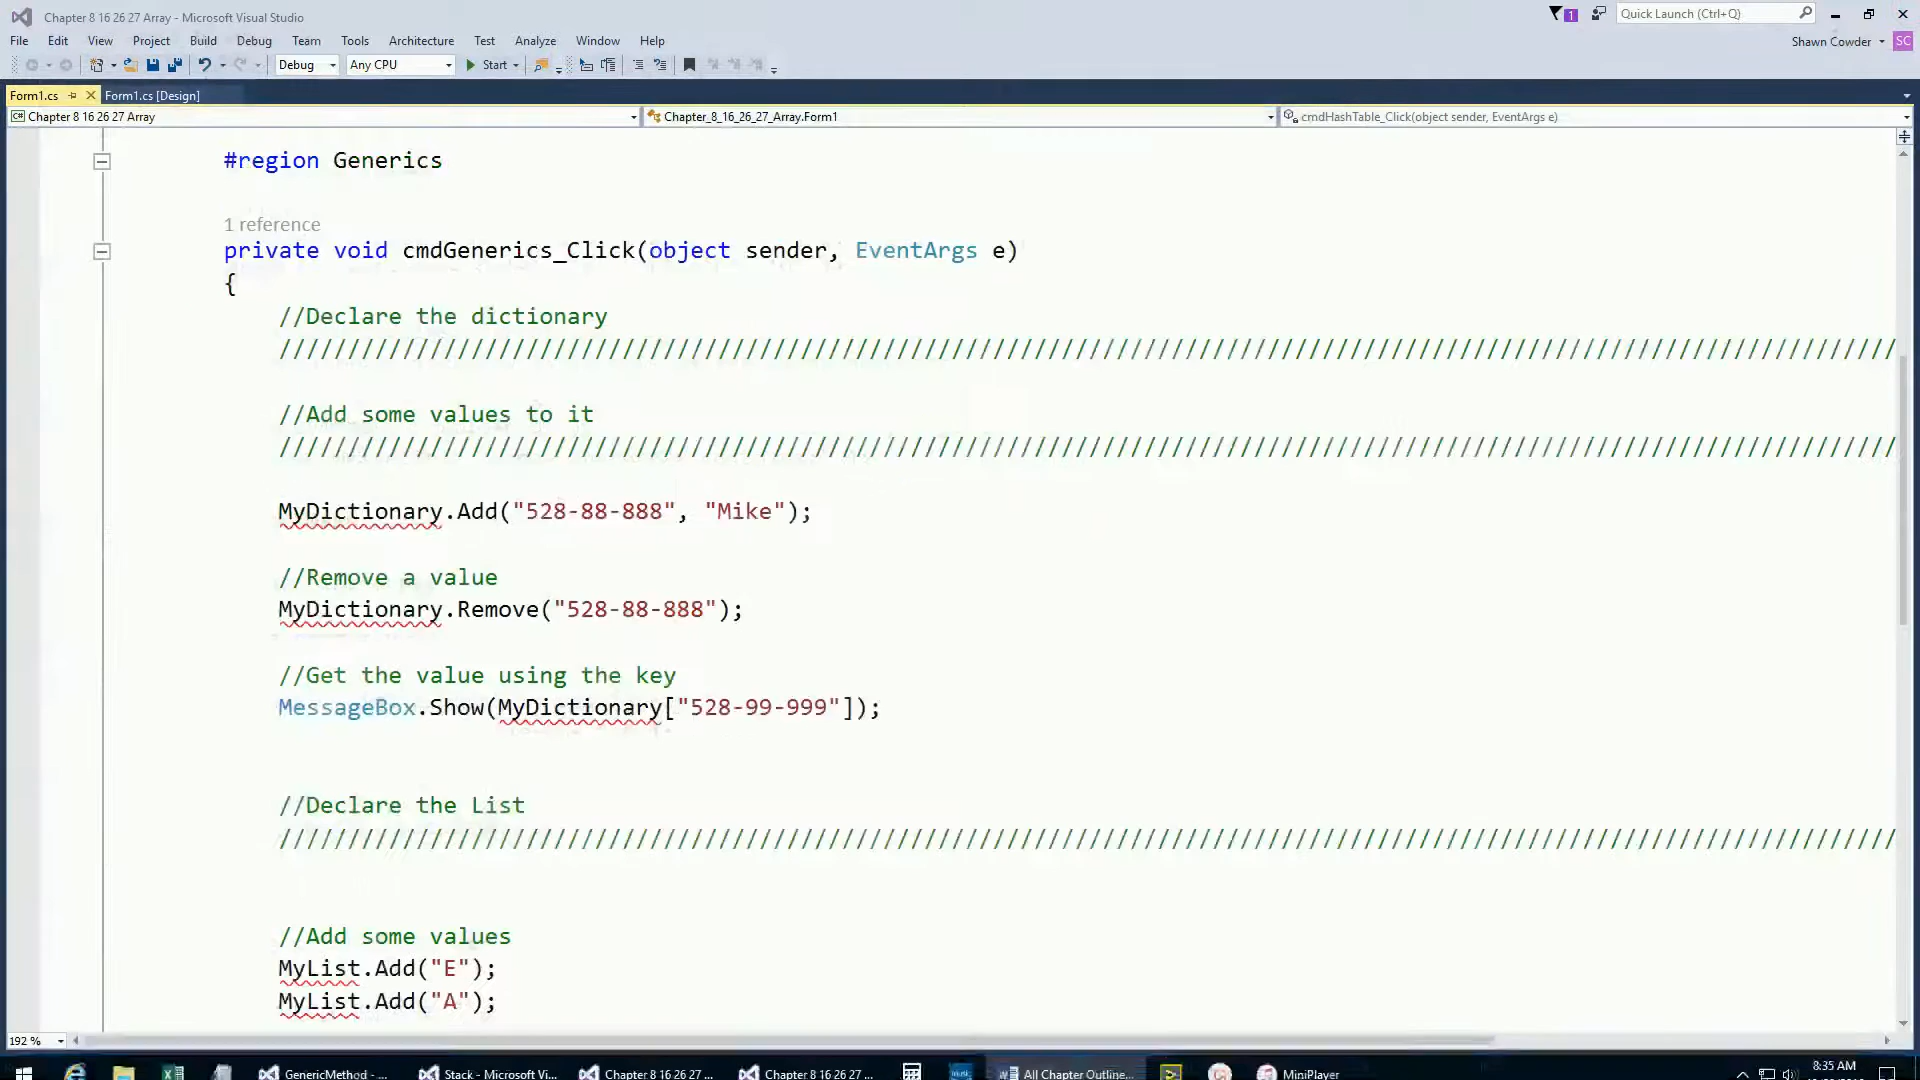 Chapter 8 16 26 27 Array - Microsoft Visual Studio
1
Quick Launch (Ctrl+Q)
File Edit View Project Build Debug Team Tools Architecture Test Analyze Window Help
Shawn Cowder
SC
Debug
Any CPU
Start
Form1.cs
Form1.cs [Design]
C# Chapter 8 16 26 27 Array
Chapter_8_16_26_27_Array.Form1
cmdHashTable_Click(object sender, EventArgs e)
#region Generics
1 reference
private void cmdGenerics_Click(object sender, EventArgs e)
{
//Declare the dictionary
//////////////////////////////////////////////////////////////////////////////////////////////////////////////////////
//Add some values to it
//////////////////////////////////////////////////////////////////////////////////////////////////////////////////////
MyDictionary.Add("528-88-888", "Mike");
//Remove a value
MyDictionary.Remove("528-88-888");
//Get the value using the key
MessageBox.Show(MyDictionary["528-99-999"]);
//Declare the List
//////////////////////////////////////////////////////////////////////////////////////////////////////////////////////
//Add some values
MyList.Add("E");
MyList.Add("A");
192 %
GenericMethod - ...
Stack - Microsoft Vi...
Chapter 8 16 26 27 ...
Chapter 8 16 26 27 ...
All Chapter Outline...
MiniPlayer
8:35 AM